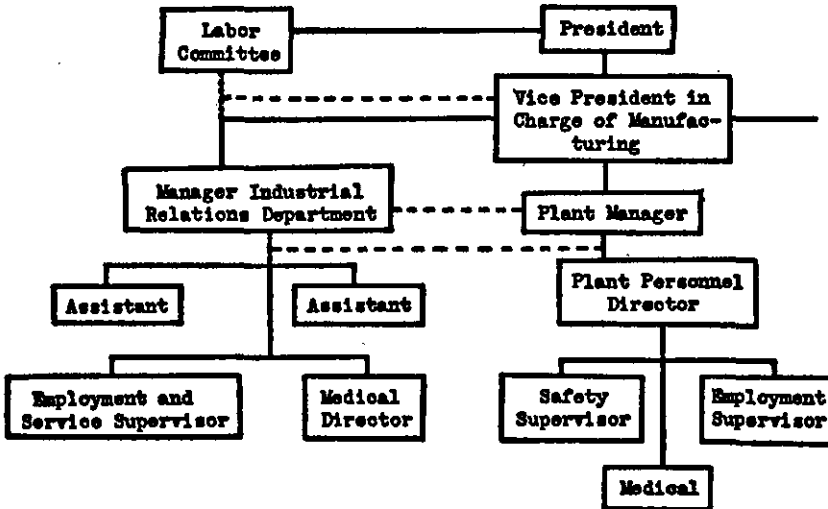 Labor
Committee
President
Vice President in
Charge of Manufac-
turing
Manager Industrial
Relations Department
Plant Manager
Plant Personnel
Director
Assistant
Assistant
Employment and
Service Supervisor
Medical
Director
Safety
Supervisor
Employment
Supervisor
Medical